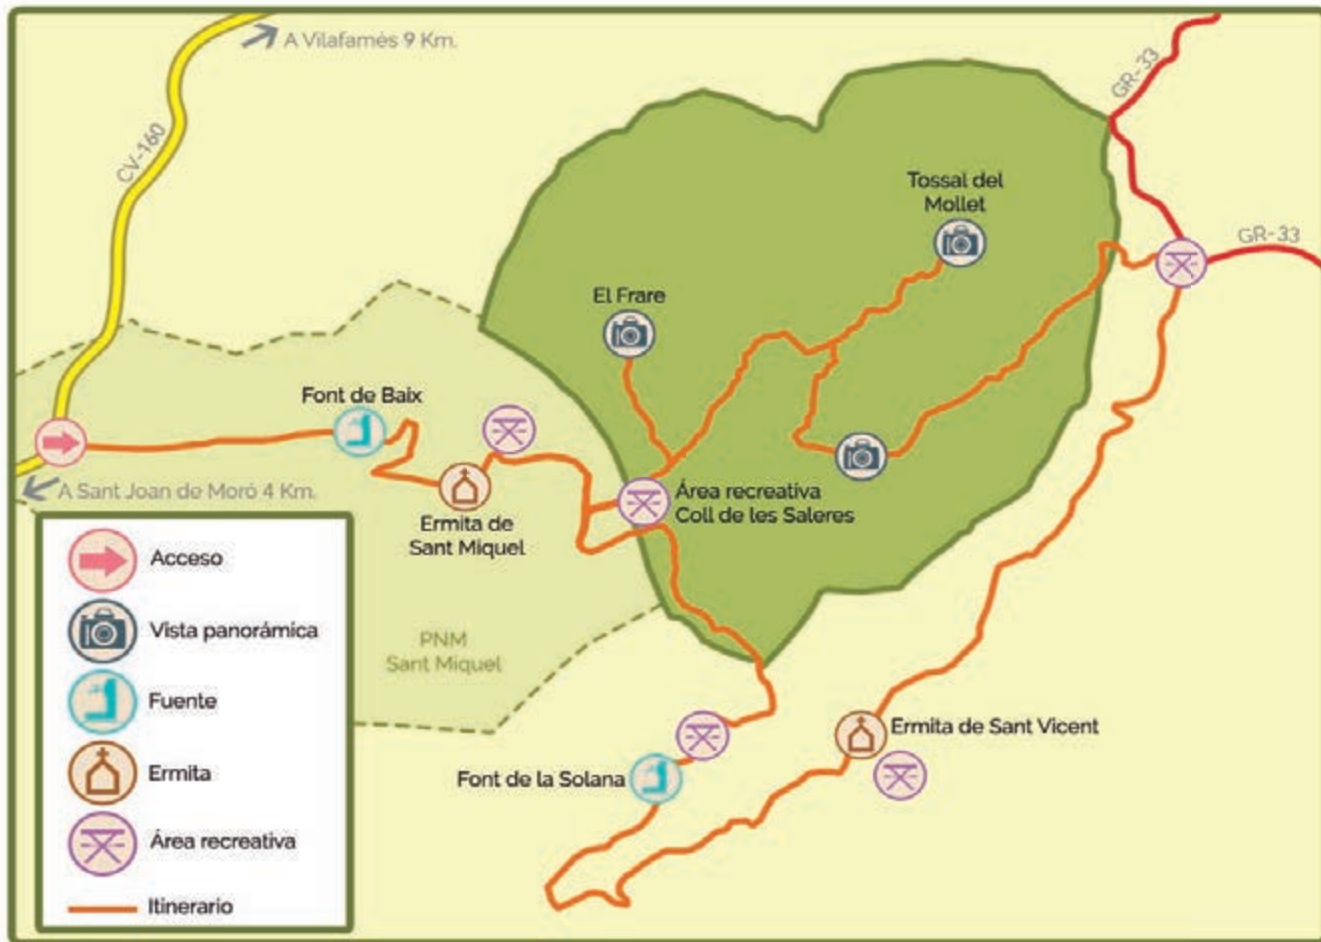 A Vilafamés 9 Km.
CV-160
GR-33
GR-33
Tossal del
Mollet
El Frare
Font de Baix
A Sant Joan de Moró 4 Km.
Ermita de
Sant Miquel
Área recreativa
Coll de les Saleres
PNM
Sant Miquel
Font de la Solana
Ermita de Sant Vicent
Acceso
Vista panorámica
Fuente
Ermita
Área recreativa
Itinerario